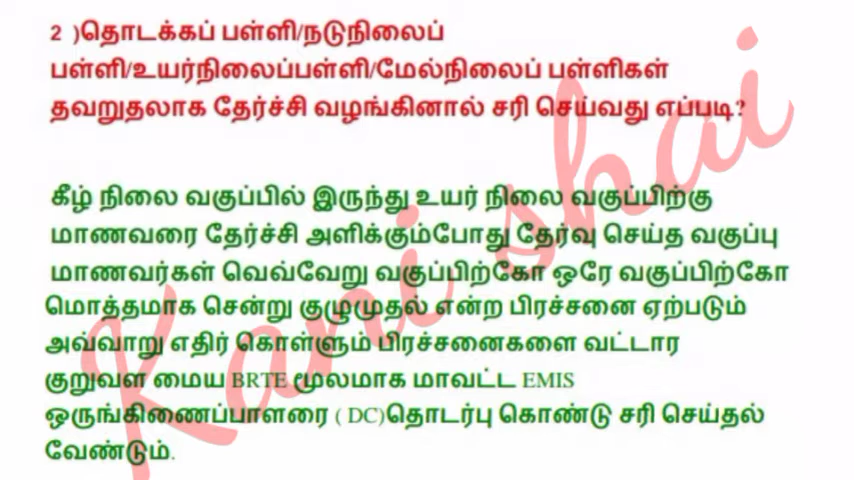 2 )தொடக்கப் பள்ளி/நடுநிலைப்
பள்ளி/உயர்நிலைப்பள்ளி/மேல்நிலைப் பள்ளிகள்
தவறுதலாக தேர்ச்சி வழங்கினால் சரி செய்வது எப்படி?
கீழ் நிலை வகுப்பில் இருந்து உயர் நிலை வகுப்பிற்கு
மாணவரை தேர்ச்சி அளிக்கும்போது தேர்வு செய்த வகுப்பு
மாணவர்கள் வெவ்வேறு வகுப்பிற்கோ ஒரே வகுப்பிற்கோ
மொத்தமாக சென்று குழுமுதல் என்ற பிரச்சனை ஏற்படும்
அவ்வாறு எதிர் கொள்ளும் பிரச்சனைகளை வட்டார
குறுவள மைய BRTE மூலமாக மாவட்ட EMIS
ஒருங்கிணைப்பாளரை ( DC)தொடர்பு கொண்டு சரி செய்தல்
வேண்டும்.
Kani shai